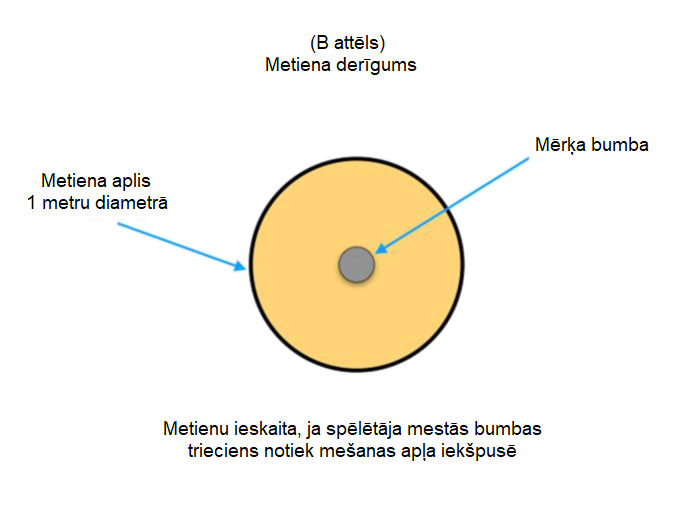 (B attēls)
Metiena derīgums
Mērķa bumba
Metiena aplis
1 metru diametrā
Metienu ieskaita, ja spēlētāja mestās bumbas
trieciens notiek mešanas apļa iekšpusē